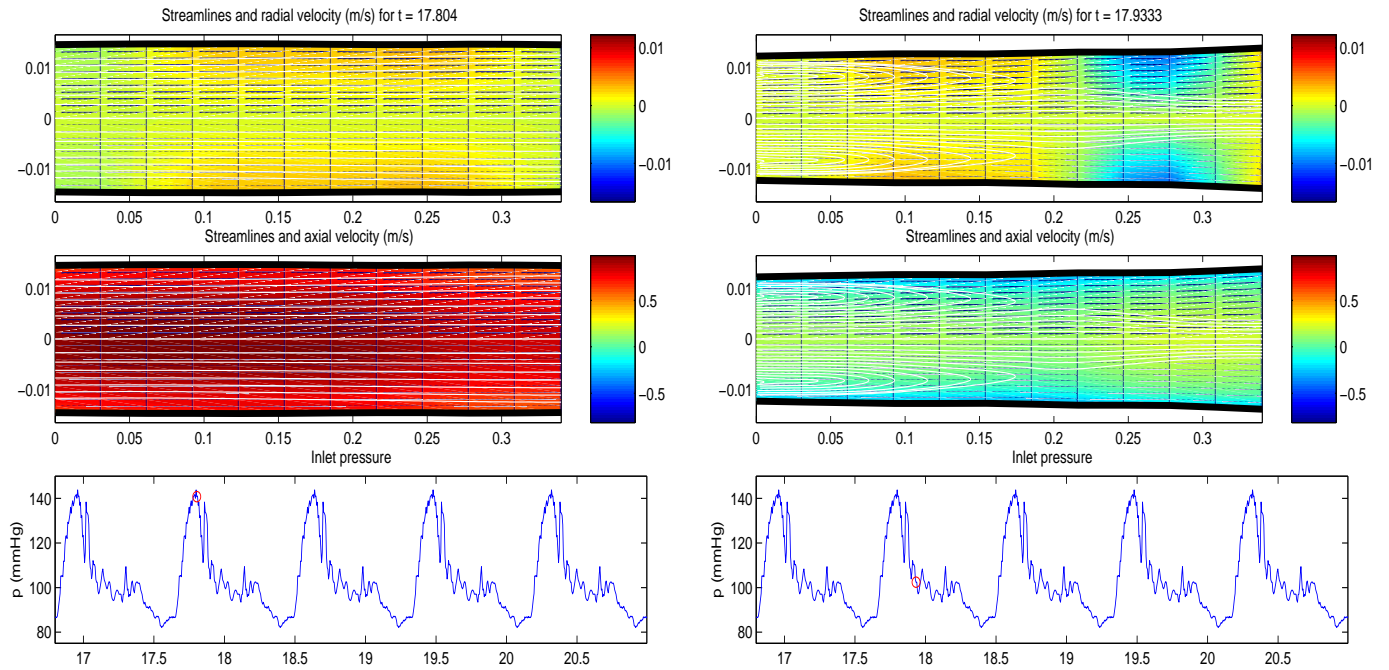 Streamlines and radial velocity (m/s) for t = 17.804
0.01
0
−0.01
0 0.05 0.1 0.15 0.2 0.25 0.3
0.01
0
−0.01
Streamlines and radial velocity (m/s) for t = 17.9333
0.01
0
−0.01
0 0.05 0.1 0.15 0.2 0.25 0.3
0.01
0
−0.01
Streamlines and axial velocity (m/s)
0.01
0
−0.01
0 0.05 0.1 0.15 0.2 0.25 0.3
0.5
0
−0.5
Streamlines and axial velocity (m/s)
0.01
0
−0.01
0 0.05 0.1 0.15 0.2 0.25 0.3
0.5
0
−0.5
Inlet pressure
p (mmHg)
140
120
100
80
17 17.5 18 18.5 19 19.5 20 20.5
Inlet pressure
p (mmHg)
140
120
100
80
17 17.5 18 18.5 19 19.5 20 20.5